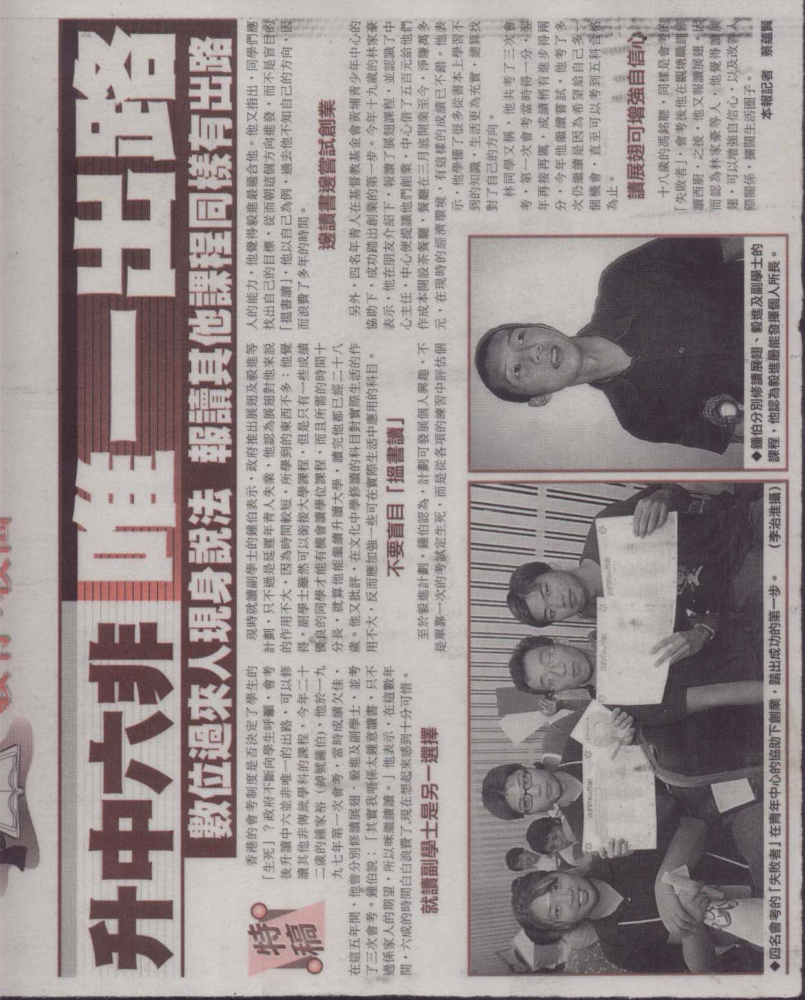 升中六非唯一出路
數位過來人現身說法 報讀其他課程同樣有出路
特稿
香港的會考制度是否決定了學生的
「生死」？政府不斷向學生呼籲，會考
後升讀中六並非唯一的出路，可以修
讀其他非傳統學科的課程，今年二十
二歲的鍾家裕（綽號鍾伯），他於一九
九七年第一次會考，當時成績欠佳，
在這五年間，他曾分別修讀展翅、毅進及副學士，並考
了三次會考。鍾伯說：「其實我唔係太鍾意讀書，只不
過係家人的期望，所以咪繼續讀。」他表示，在這數年
間，六成的時間白白浪費了，現在想起來感到十分可惜。
就讀副學士是另一選擇
現時就讀副學士的鍾伯表示，政府推出展翅及毅進等
計劃，只不過是延遲年青人失業，他認為展翅對他來說
的作用不大，因為時間較短，所學到的東西不多；他覺
得，副學士雖然可以銜接大學課程，但是只有一些成績
優良的同學才能有機會讀學位課程，而且所需的時間十
分長，就算他能繼續升讀大學，讀完他都已經二十八
歲。他又批評，在文化中學修讀的科目對實際生活的作
用不大，反而應加強一些可在實際生活中應用的科目。
不要盲目「搵書讀」
至於毅進計劃，鍾伯認為，計劃可發展個人興趣，不
是單靠一次的考試定生死，而是從各項的練習中評估個
人的能力，他覺得毅進最適合他。他又指出，同學們應
找出自己的目標，從而朝這個方向進發，而不是盲目的
「搵書讀」，他以自己為例，過去他不知自己的方向，因
而浪費了多年的時間。
邊讀書邊嘗試創業
另外，四名年青人在基督教基金會黃埔青少年中心的
協助下，成功踏出創業的第一步。今年十九歲的林家豪
表示，他在朋友介紹下，報讀了展翅課程，並認識了中
心主任，中心便提議他們創業，中心借了五百元給他們
作成本開設茶餐廳，餐廳在三月底開業至今，淨賺萬多
元，在現時的經濟環境，有這樣的成績已不錯。他表
示，他學懂了很多從書本上學習不
到的知識，生活更為充實，總算找
對了自己的方向。
林同學又稱，他共考了三次會
考，第一次會考當時得一分，翌
年再接再厲，成績稍有進步得兩
分，今年他繼續嘗試，他考了多
次仍繼續是因為希望給自己多一
個機會，直至可以考到五科合格
為止。
讀展翅可增強自信心
十八歲的馮銘聰，同樣是會考的
「失敗者」，會考後他在觀塘職訓修
讀西廚，之後，他又報讀展翅，因
而認為林家豪等人，他覺得讀展
翅，可以增強自信心，以及改善人
際關係，擴闊生活圈子。
本報記者 蔡蘊賢
◆四名會考的「失敗者」在青年中心的協助下創業，踏出成功的第一步。 （李治淮攝）
◆鍾伯分別修讀展翅、毅進及副學士的
課程，他認為毅進最能發揮個人所長。